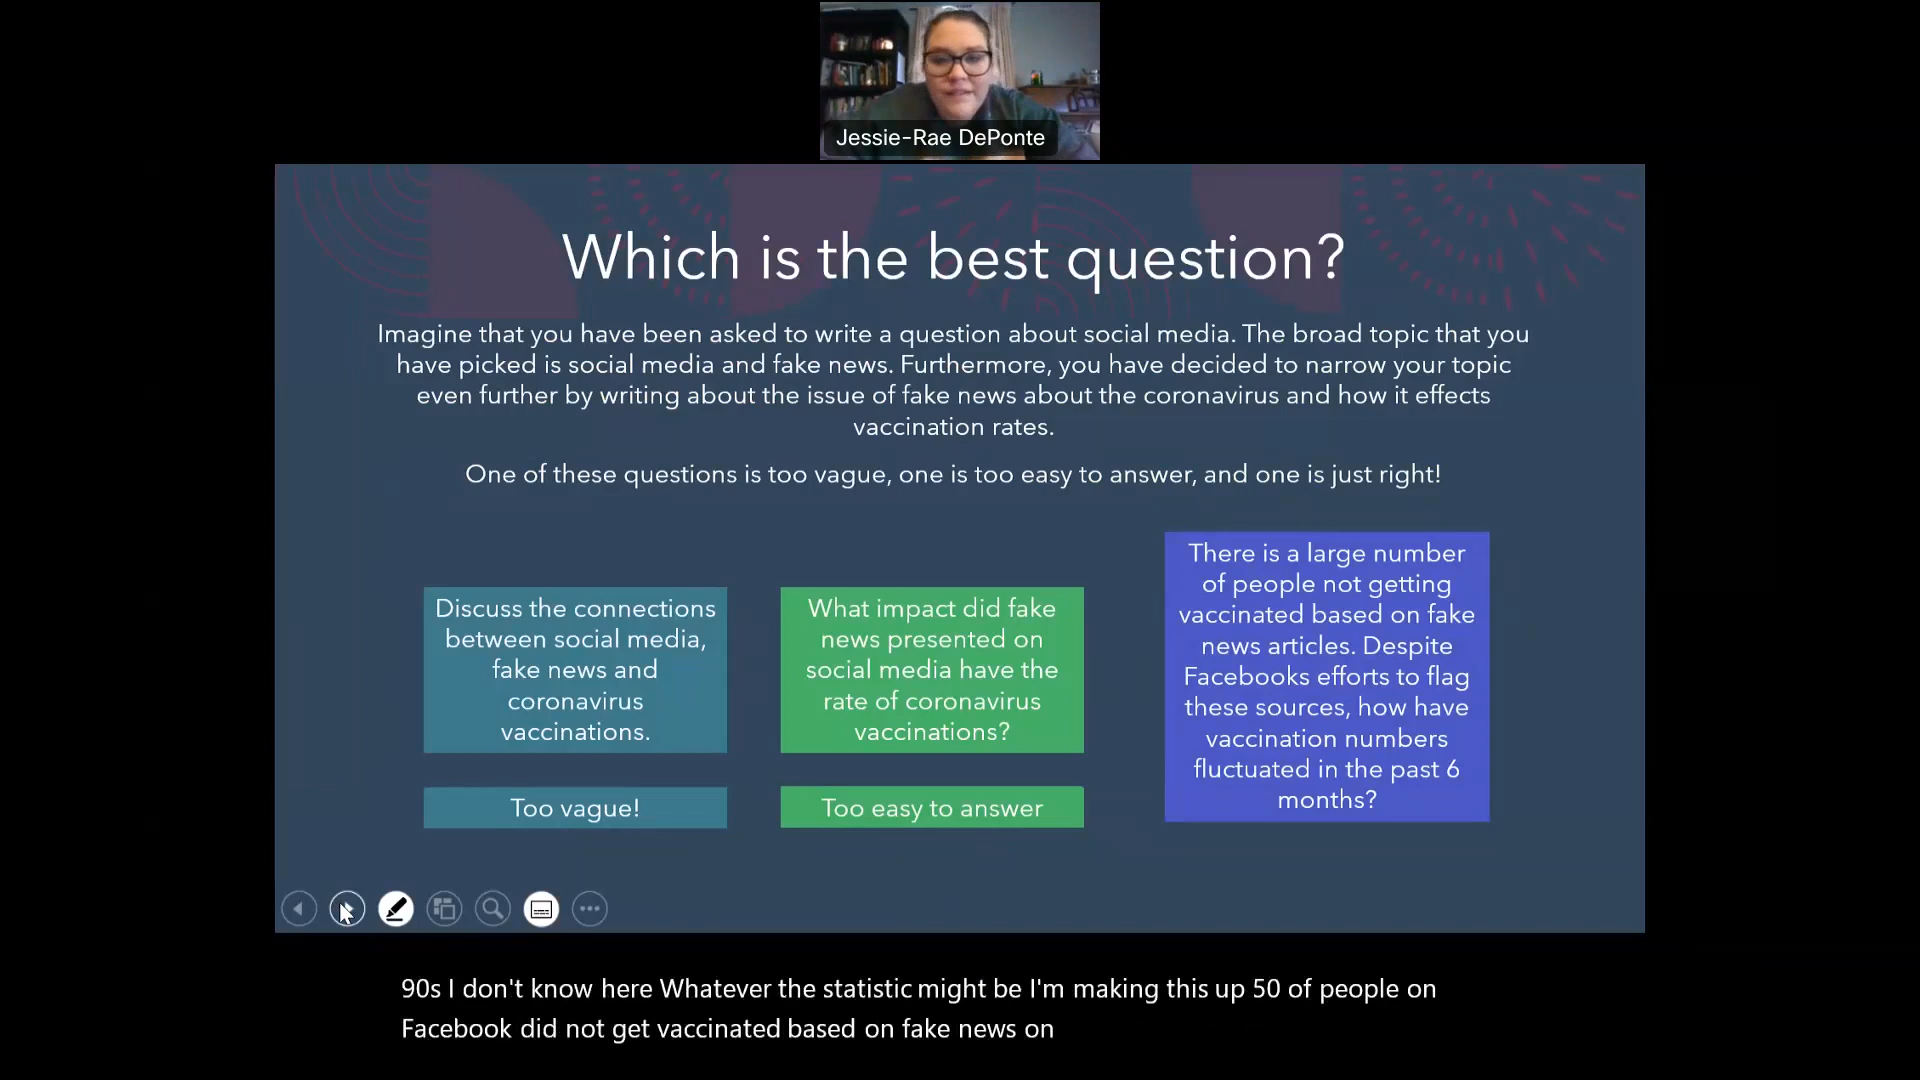 Jessie-Rae DePonte
Which is the best question?
Imagine that you have been asked to write a question about social media. The broad topic that you
have picked is social media and fake news. Furthermore, you have decided to narrow your topic
even further by writing about the issue of fake news about the coronavirus and how it effects
vaccination rates.
One of these questions is too vague, one is too easy to answer, and one is just right!
Discuss the connections
between social media,
fake news and
coronavirus
vaccinations.
Too vague!
What impact did fake
news presented on
social media have the
rate of coronavirus
vaccinations?
Too easy to answer
There is a large number
of people not getting
vaccinated based on fake
news articles. Despite
Facebooks efforts to flag
these sources, how have
vaccination numbers
fluctuated in the past 6
months?
90s I don't know here Whatever the statistic might be I'm making this up 50 of people on
Facebook did not get vaccinated based on fake news on